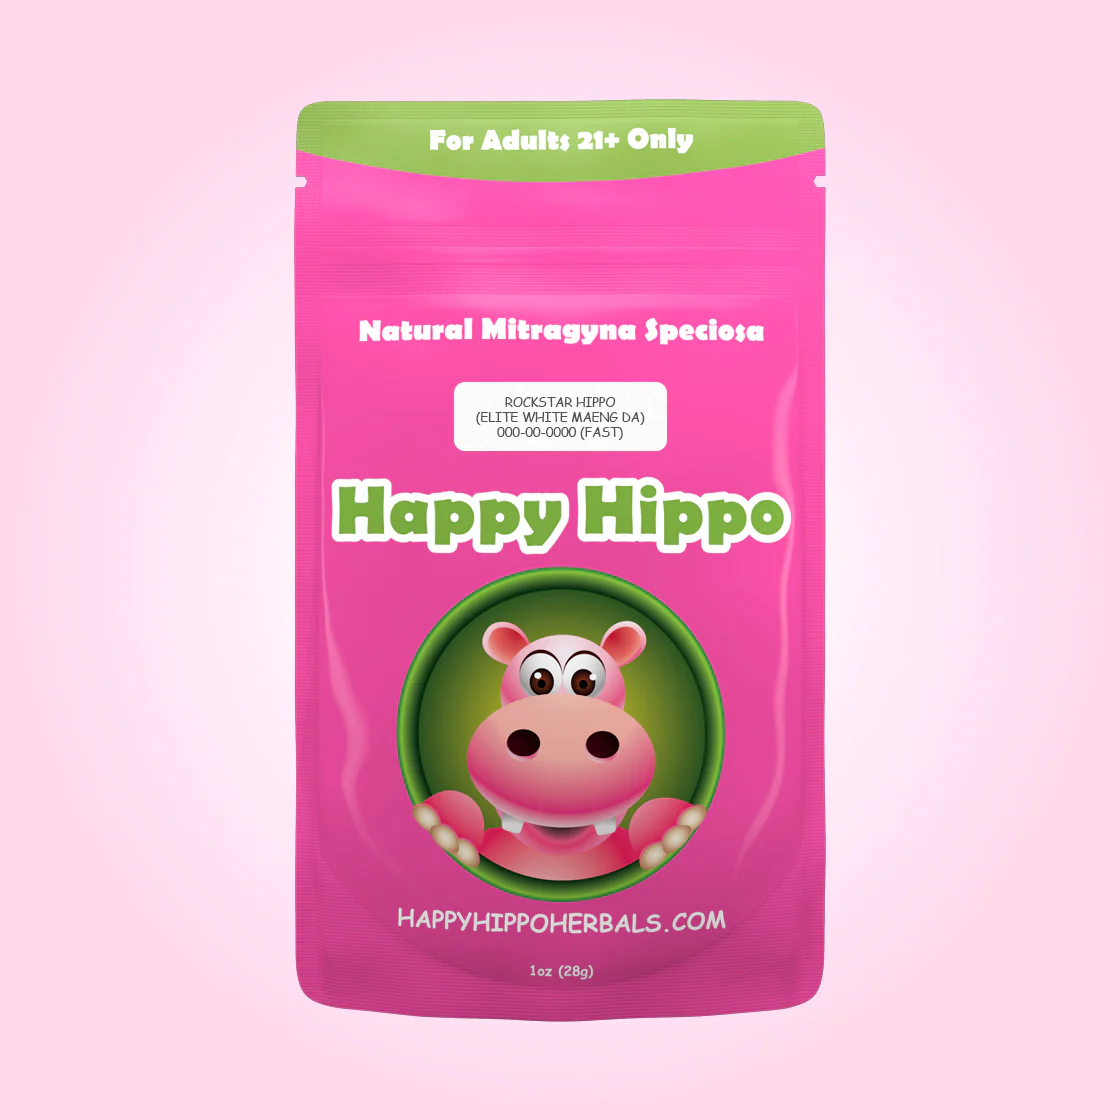 For Adults 21+ Only
Natural Mitragyna Speciosa
ROCKSTAR HIPPO
(ELITE WHITE MAENG DA)
000-00-0000 (FAST)
Happy Hippo
HAPPYHIPPOHERBALS.COM
1oz (28g)